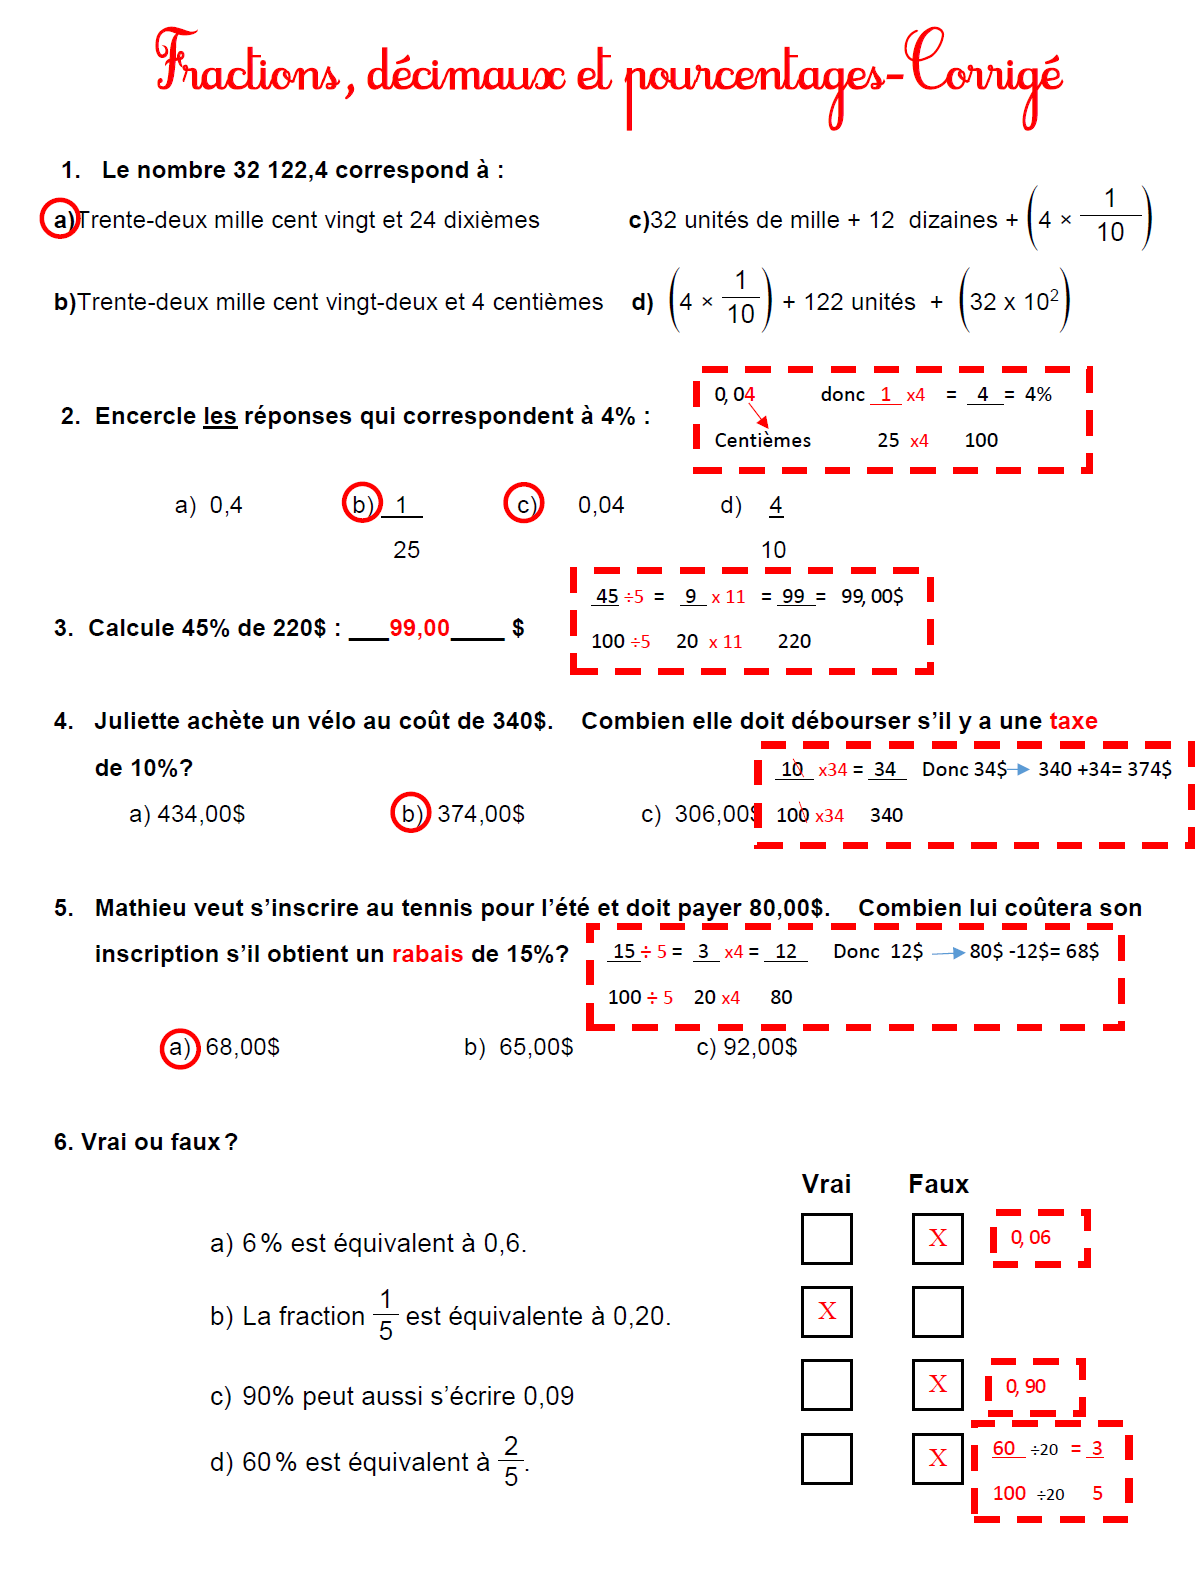 Fractions, décimaux et pourcentages-Corrigé
1. Le nombre 32 122,4 correspond à :
a)Trente-deux mille cent vingt et 24 dixièmes c)32 unités de mille + 12 dizaines + (4 × 1/10)
b)Trente-deux mille cent vingt-deux et 4 centièmes d) (4 × 1/10) + 122 unités + (32 x 10²)
0, 04 donc 1 x4 = 4 = 4%
Centièmes 25 x4 100
2. Encercle les réponses qui correspondent à 4% :
a) 0,4 b) 1 c) 0,04 d) 4
25 10
45 ÷5 = 9 x 11 = 99 = 99, 00$
100 ÷5 20 x 11 220
3. Calcule 45% de 220$ : ___99,00____ $
4. Juliette achète un vélo au coût de 340$. Combien elle doit débourser s’il y a une taxe
de 10%?
10 x34 = 34 Donc 34$ 340 +34= 374$
100 x34 340
a) 434,00$ b) 374,00$ c) 306,00$
5. Mathieu veut s’inscrire au tennis pour l’été et doit payer 80,00$. Combien lui coûtera son
inscription s’il obtient un rabais de 15%?
15 ÷ 5 = 3 x4 = 12 Donc 12$ 80$ -12$= 68$
100 ÷ 5 20 x4 80
a) 68,00$ b) 65,00$ c) 92,00$
6. Vrai ou faux ?
Vrai Faux
a) 6 % est équivalent à 0,6. X 0, 06
b) La fraction 1/5 est équivalente à 0,20. X
c) 90% peut aussi s’écrire 0,09 X 0, 90
d) 60 % est équivalent à 2/5. X
60 ÷20 = 3
100 ÷20 5